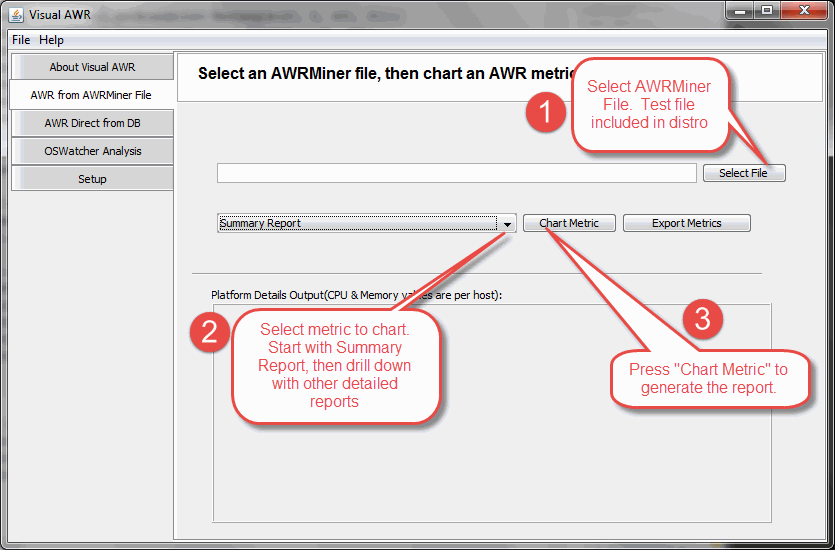 Visual AWR
File Help
About Visual AWR
AWR from AWRMiner File
AWR Direct from DB
OSWatcher Analysis
Setup
Select an AWRMiner file, then chart an AWR metric
1
Select AWRMiner
File. Test file
included in distro
Select File
Summary Report
Chart Metric
Export Metrics
Platform Details Output(CPU & Memory values are per host):
2
Select metric to chart.
Start with Summary
Report, then drill down
with other detailed
reports
3
Press "Chart Metric" to
generate the report.